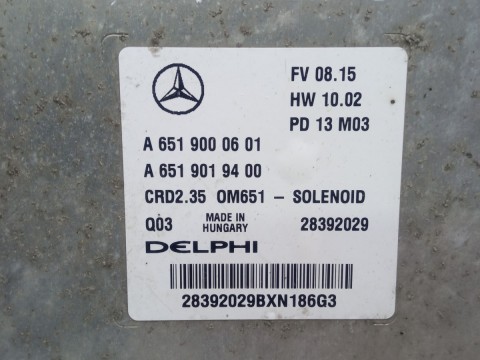 FV 08.15
HW 10.02
PD 13 M03
A 651 900 06 01
A 651 901 94 00
CRD2.35 OM651 - SOLENOID
Q03 MADE IN HUNGARY 28392029
DELPHI
28392029BXN186G3